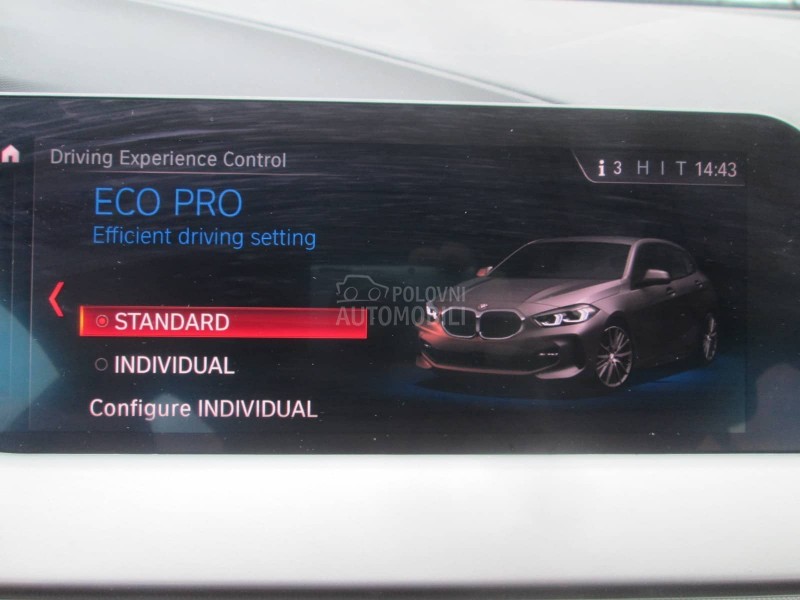 Driving Experience Control
i 3 H I T 14:43
ECO PRO
Efficient driving setting
STANDARD
INDIVIDUAL
Configure INDIVIDUAL
POLOVNI
AUTOMOBILI